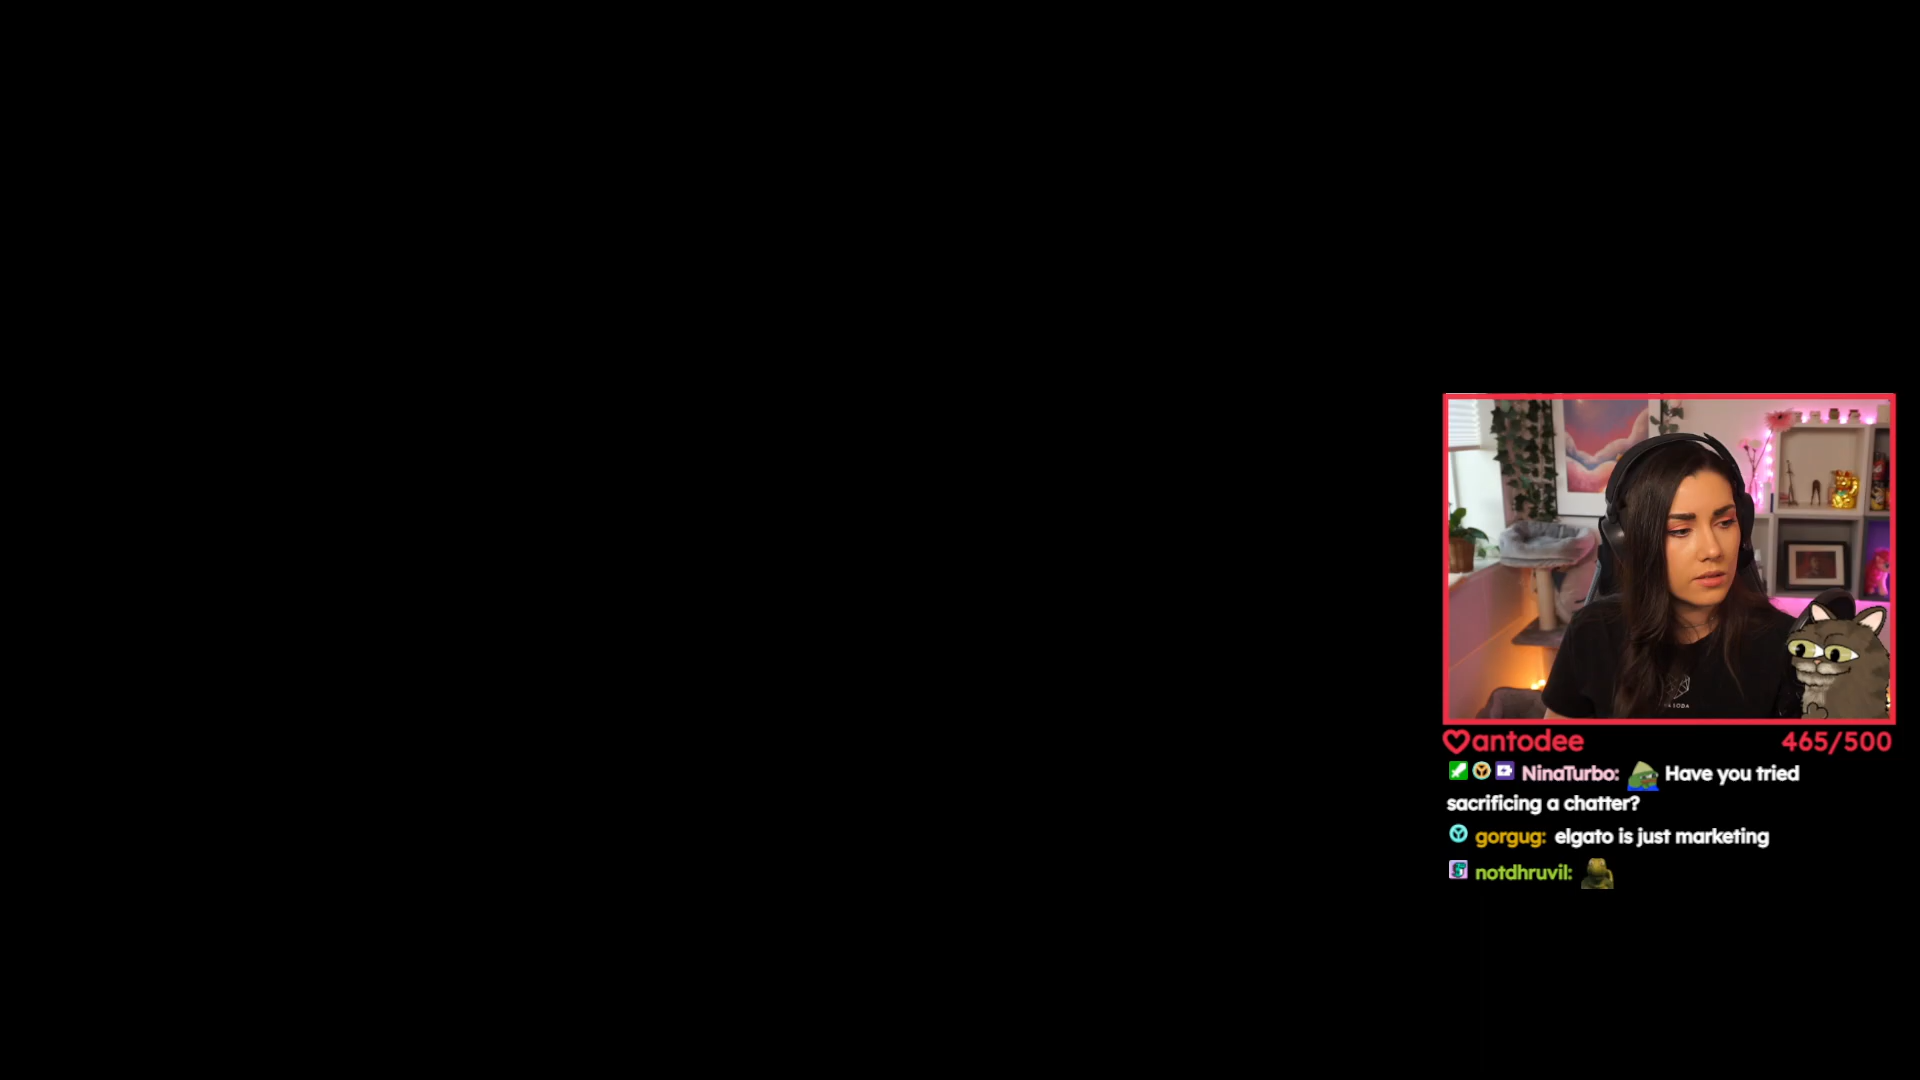 antodee 465/500
NinaTurbo: Have you tried
sacrificing a chatter?
gorgug: elgato is just marketing
notdhruvil: